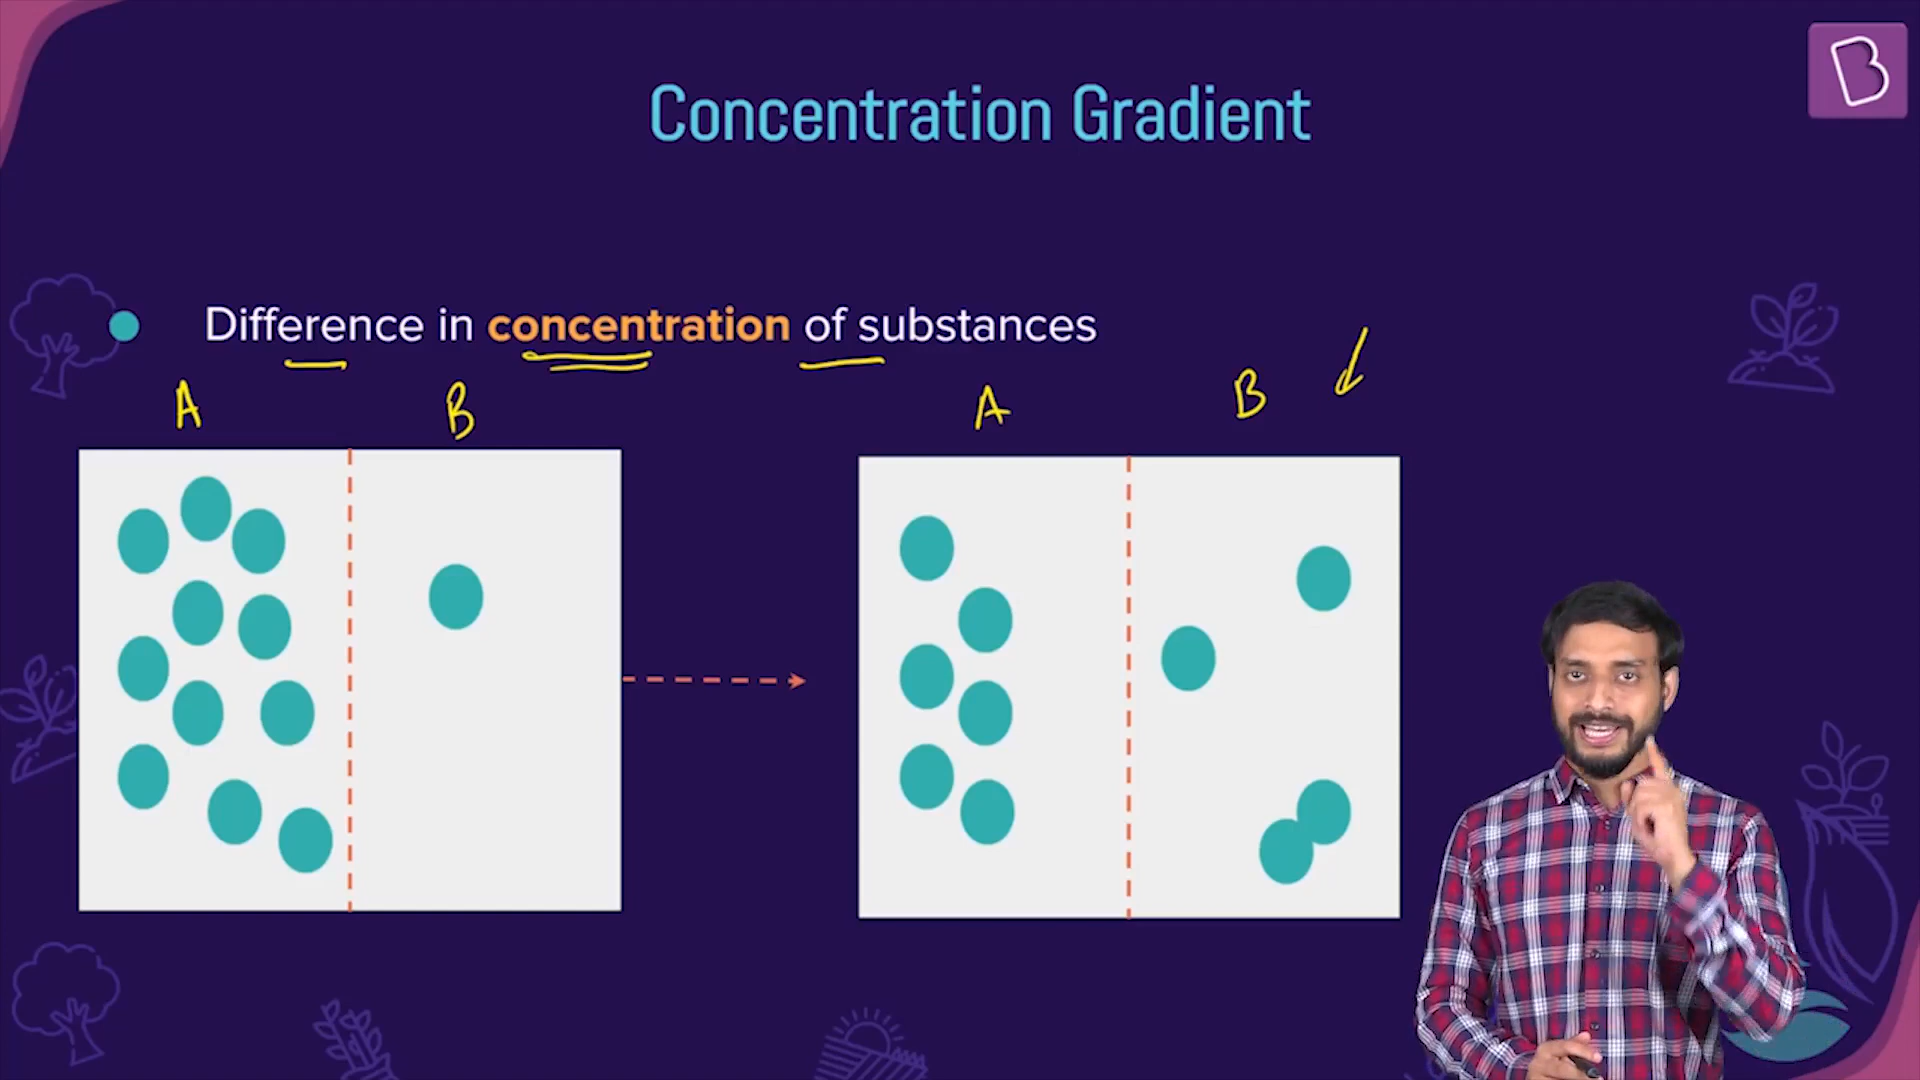 B
Concentration Gradient
Difference in concentration of substances
A B A B